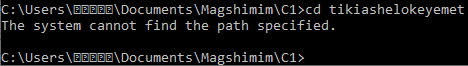 C:\Users\�����\Documents\Magshimim\C1>cd tikiashelokeyemet
The system cannot find the path specified.
C:\Users\�����\Documents\Magshimim\C1>